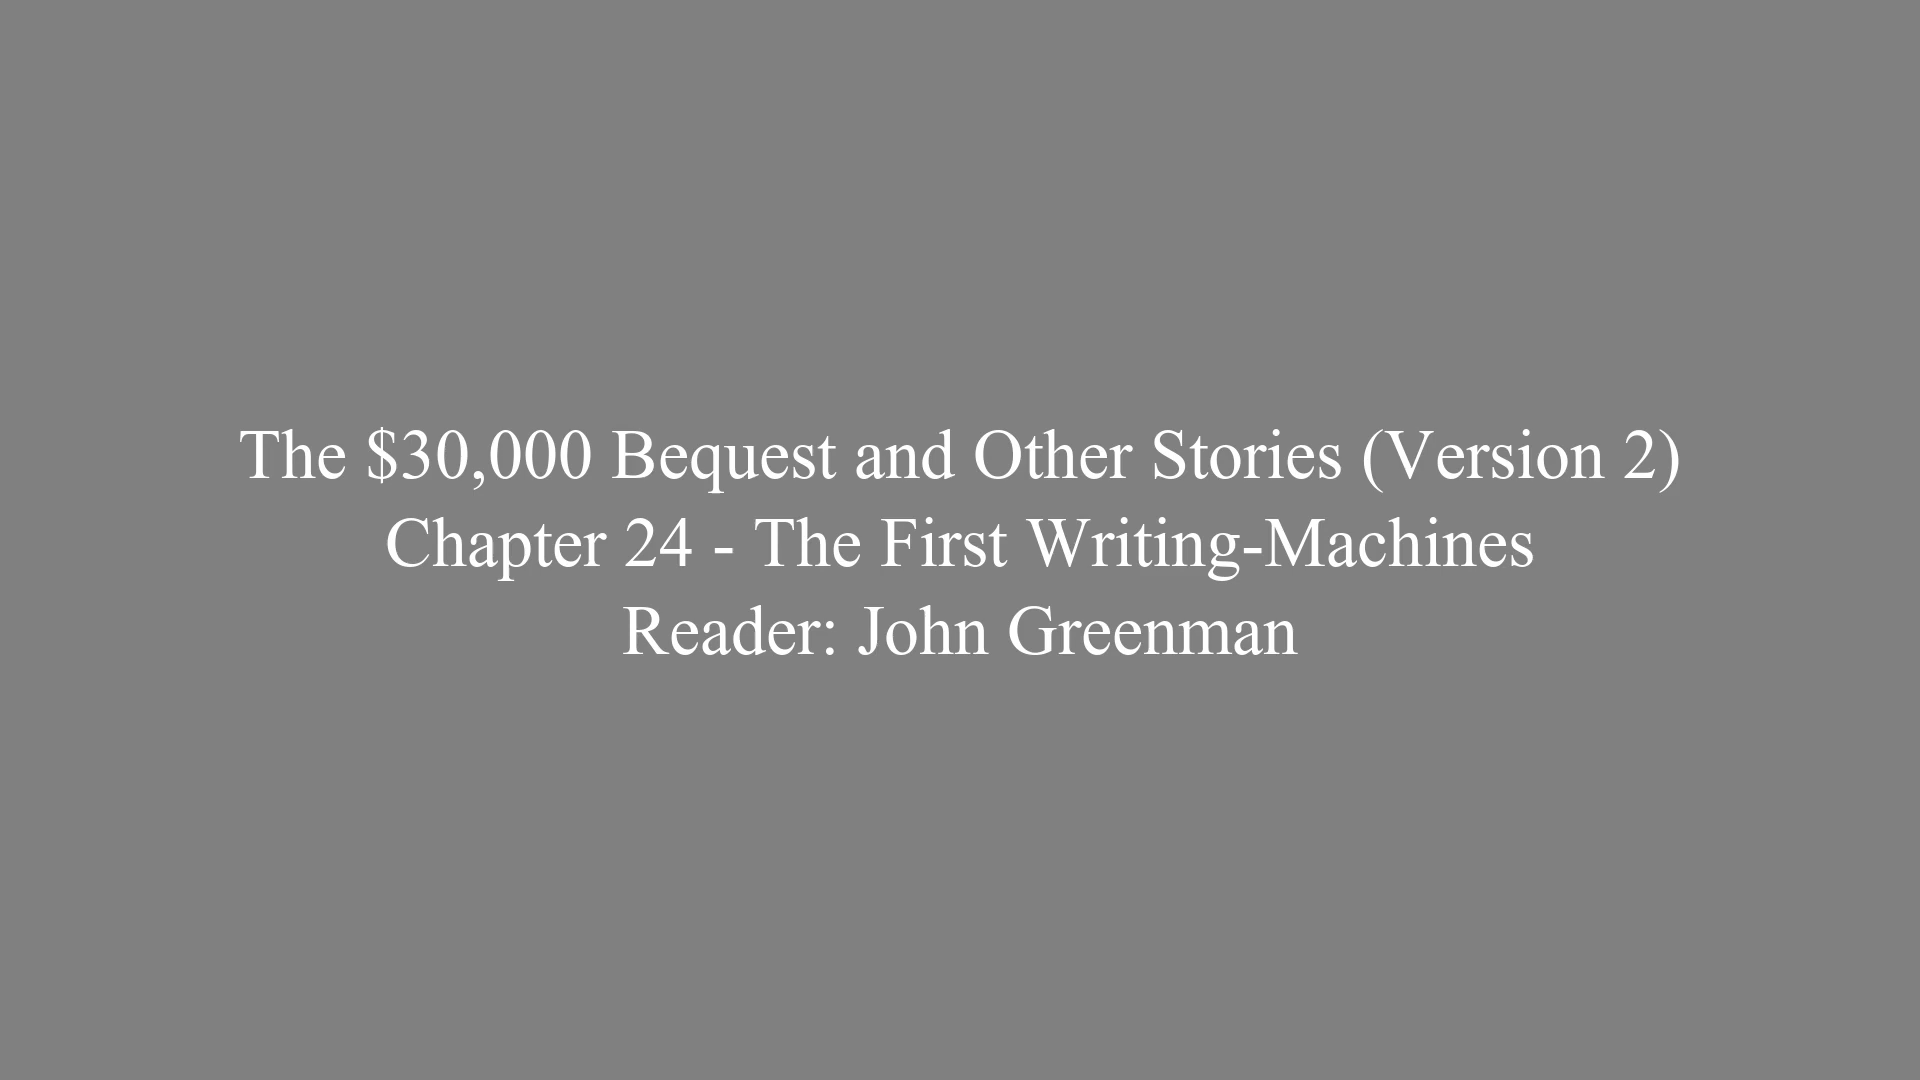 The $30,000 Bequest and Other Stories (Version 2)
Chapter 24 - The First Writing-Machines
Reader: John Greenman